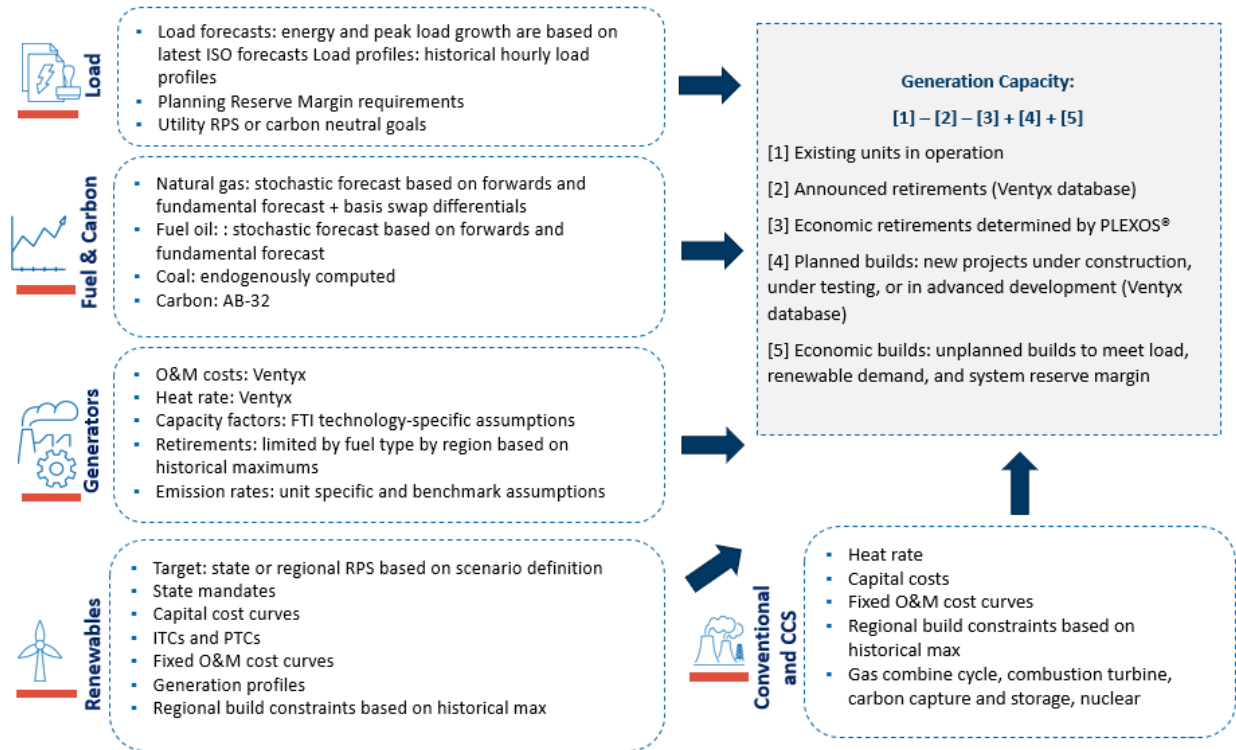 Load
▪ Load forecasts: energy and peak load growth are based on
latest ISO forecasts Load profiles: historical hourly load
profiles
▪ Planning Reserve Margin requirements
▪ Utility RPS or carbon neutral goals
Fuel & Carbon
▪ Natural gas: stochastic forecast based on forwards and
fundamental forecast + basis swap differentials
▪ Fuel oil: : stochastic forecast based on forwards and
fundamental forecast
▪ Coal: endogenously computed
▪ Carbon: AB-32
Generators
▪ O&M costs: Ventyx
▪ Heat rate: Ventyx
▪ Capacity factors: FTI technology-specific assumptions
▪ Retirements: limited by fuel type by region based on
historical maximums
▪ Emission rates: unit specific and benchmark assumptions
Renewables
▪ Target: state or regional RPS based on scenario definition
▪ State mandates
▪ Capital cost curves
▪ ITCs and PTCs
▪ Fixed O&M cost curves
▪ Generation profiles
▪ Regional build constraints based on historical max
Generation Capacity:
[1] – [2] – [3] + [4] + [5]
[1] Existing units in operation
[2] Announced retirements (Ventyx database)
[3] Economic retirements determined by PLEXOS®
[4] Planned builds: new projects under construction,
under testing, or in advanced development (Ventyx
database)
[5] Economic builds: unplanned builds to meet load,
renewable demand, and system reserve margin
Conventional
and CCS
▪ Heat rate
▪ Capital costs
▪ Fixed O&M cost curves
▪ Regional build constraints based on
historical max
▪ Gas combine cycle, combustion turbine,
carbon capture and storage, nuclear